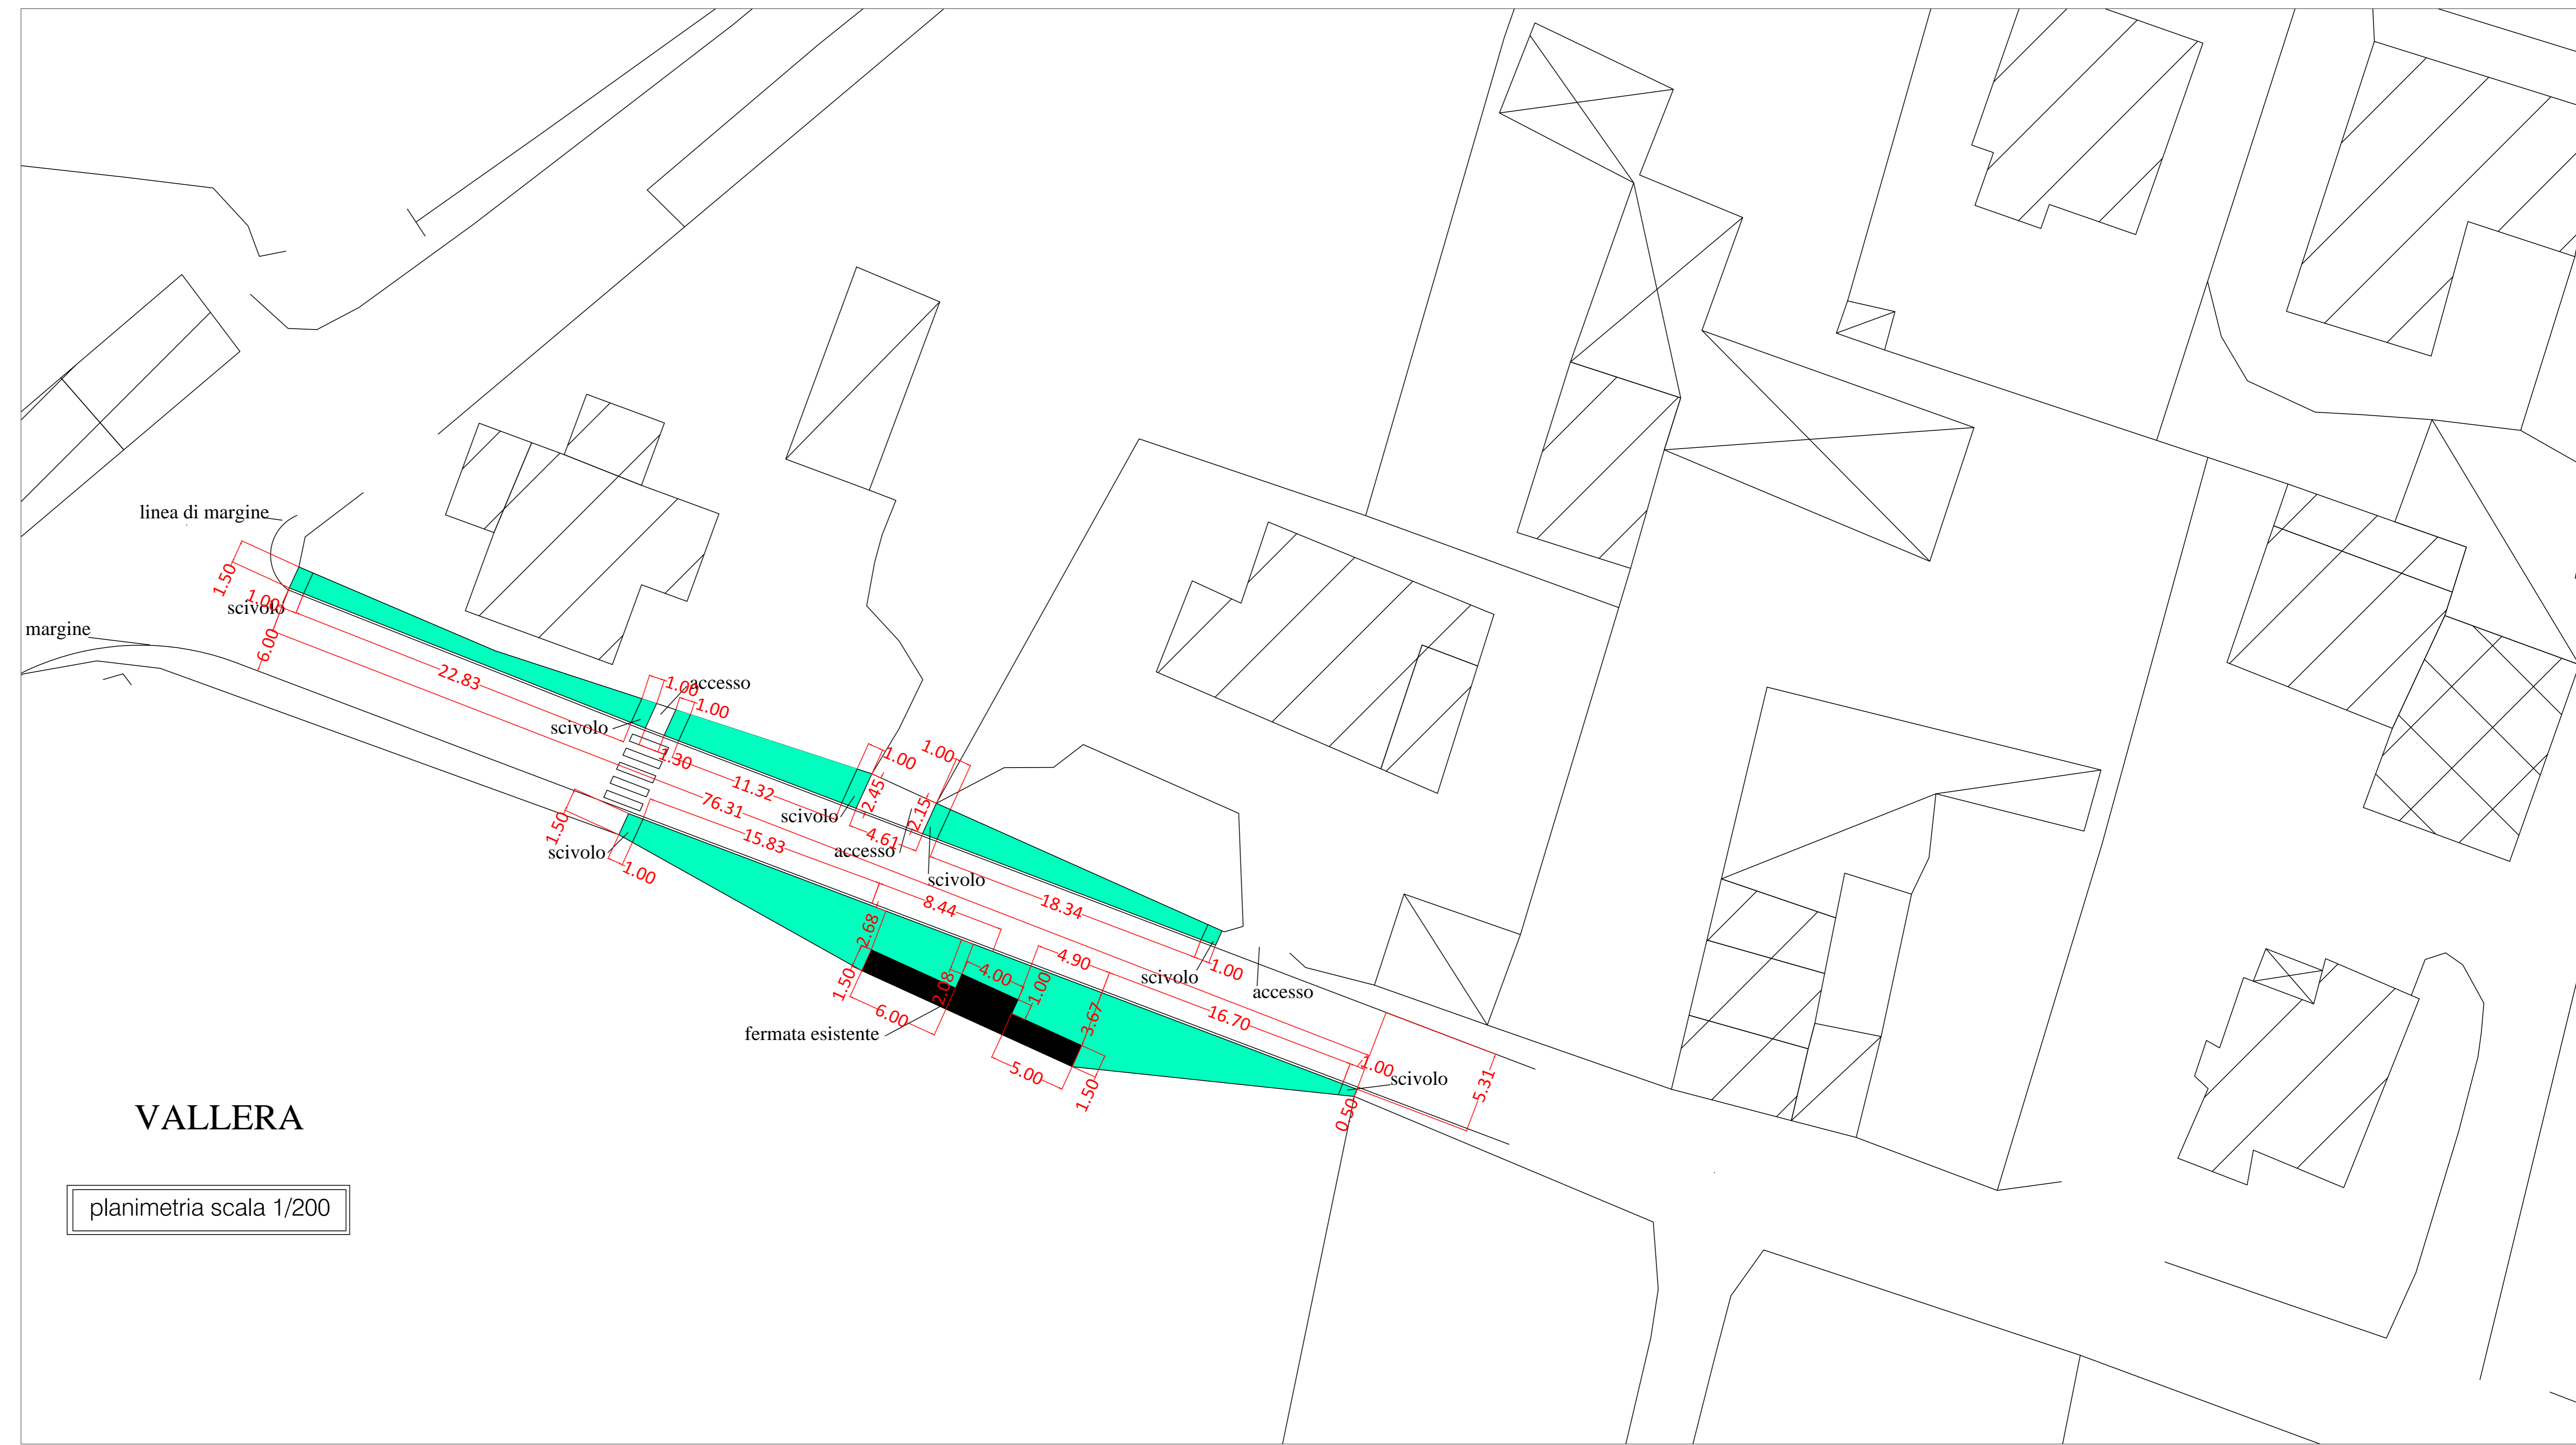 linea di margine
1.50
1.00
scivolo
margine
6.00
22.83
1.00
accesso
1.00
scivolo
1.30
11.32
1.00
1.00
2.45
2.15
76.31
scivolo
4.61
accesso
scivolo
1.50
15.83
scivolo
1.00
18.34
8.44
2.68
4.90
1.00
scivolo
accesso
1.50
2.08
4.00
1.00
6.00
3.67
16.70
fermata esistente
5.00
1.50
1.00
scivolo
5.31
0.50
VALLERA
planimetria scala 1/200